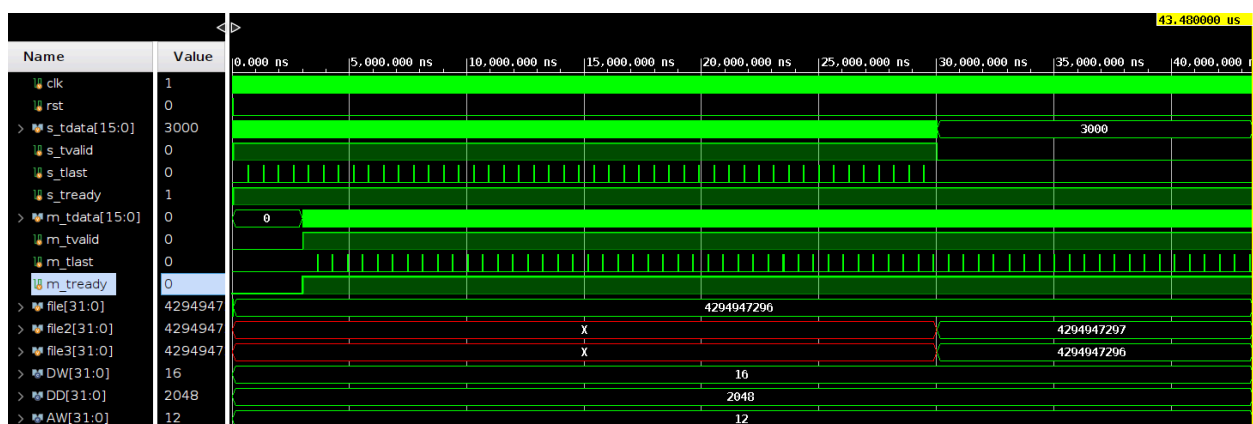 43.480000 us
Name Value 0.000 ns 5,000.000 ns 10,000.000 ns 15,000.000 ns 20,000.000 ns 25,000.000 ns 30,000.000 ns 35,000.000 ns 40,000.000
clk 1
rst 0
s_tdata[15:0] 3000 3000
s_tvalid 0
s_tlast 0
s_tready 1
m_tdata[15:0] 0 0
m_tvalid 0
m_tlast 0
m_tready 0
file[31:0] 4294947 4294947296
file2[31:0] 4294947 X 4294947297
file3[31:0] 4294947 X 4294947296
DW[31:0] 16 16
DD[31:0] 2048 2048
AW[31:0] 12 12